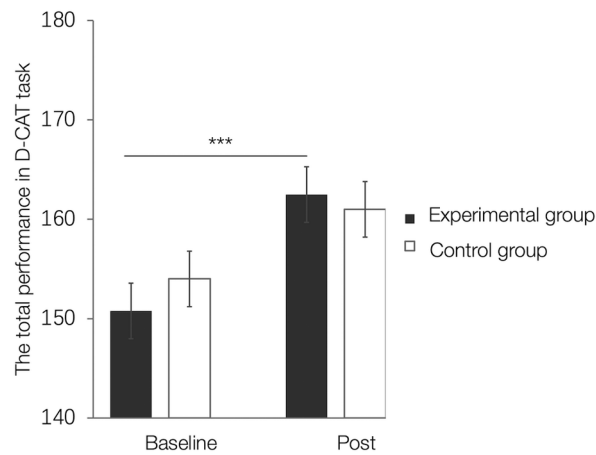 The total performance in D-CAT task
180
170
160
150
140
***
Baseline
Post
Experimental group
Control group